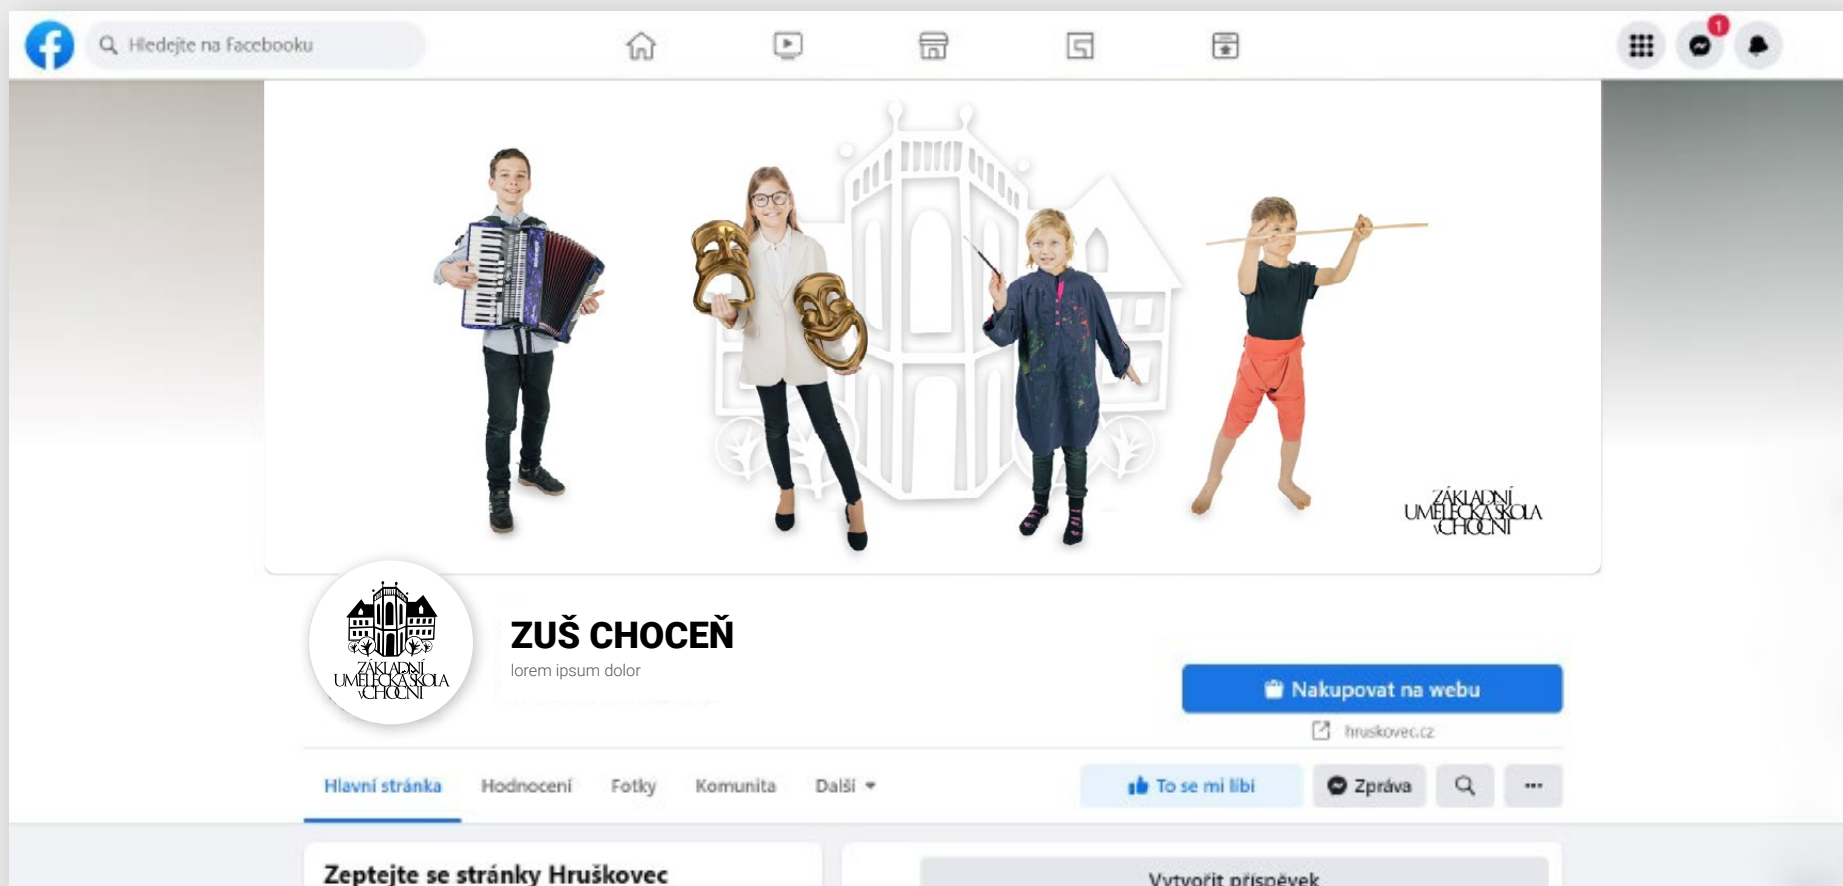 Hledejte na Facebooku
1
ZÁKLADNÍ
UMĚLECKÁ ŠKOLA
V CHOCNI
ZÁKLADNÍ
UMĚLECKÁ ŠKOLA
V CHOCNI
ZUŠ CHOCEŇ
lorem ipsum dolor
Nakupovat na webu
hruskovec.cz
Hlavní stránka
Hodnocení
Fotky
Komunita
Další
To se mi líbí
Zpráva
Zeptejte se stránky Hruškovec
Vytvořit příspěvek